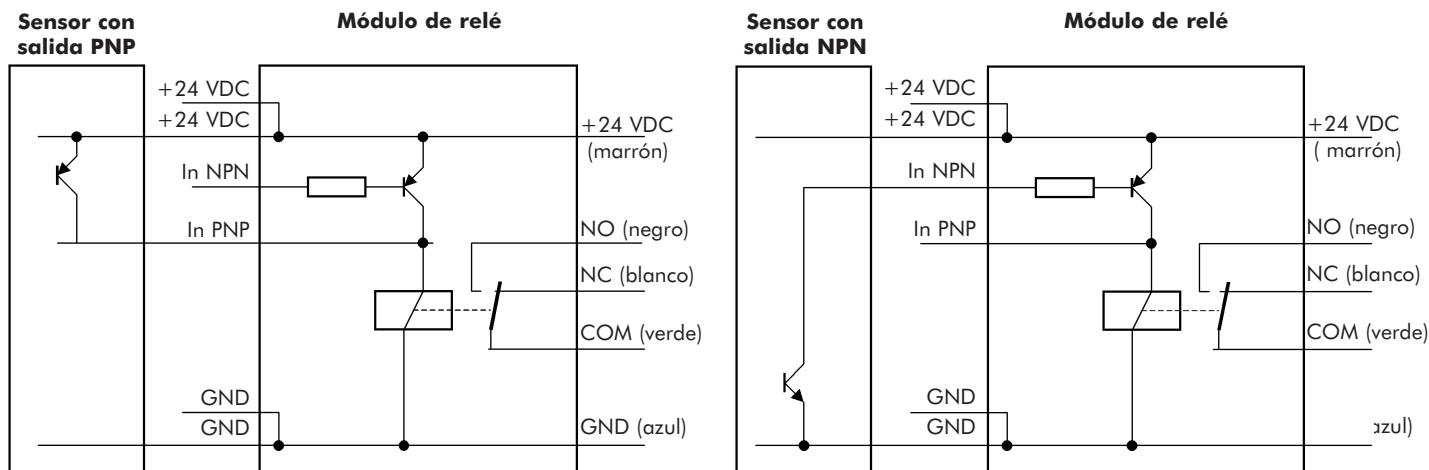 Sensor con
salida PNP
Módulo de relé
+24 VDC
+24 VDC
In NPN
In PNP
GND
GND
+24 VDC
(marrón)
NO (negro)
NC (blanco)
COM (verde)
GND (azul)
Sensor con
salida NPN
Módulo de relé
+24 VDC
+24 VDC
In NPN
In PNP
GND
GND
+24 VDC
( marrón)
NO (negro)
NC (blanco)
COM (verde)
azul)